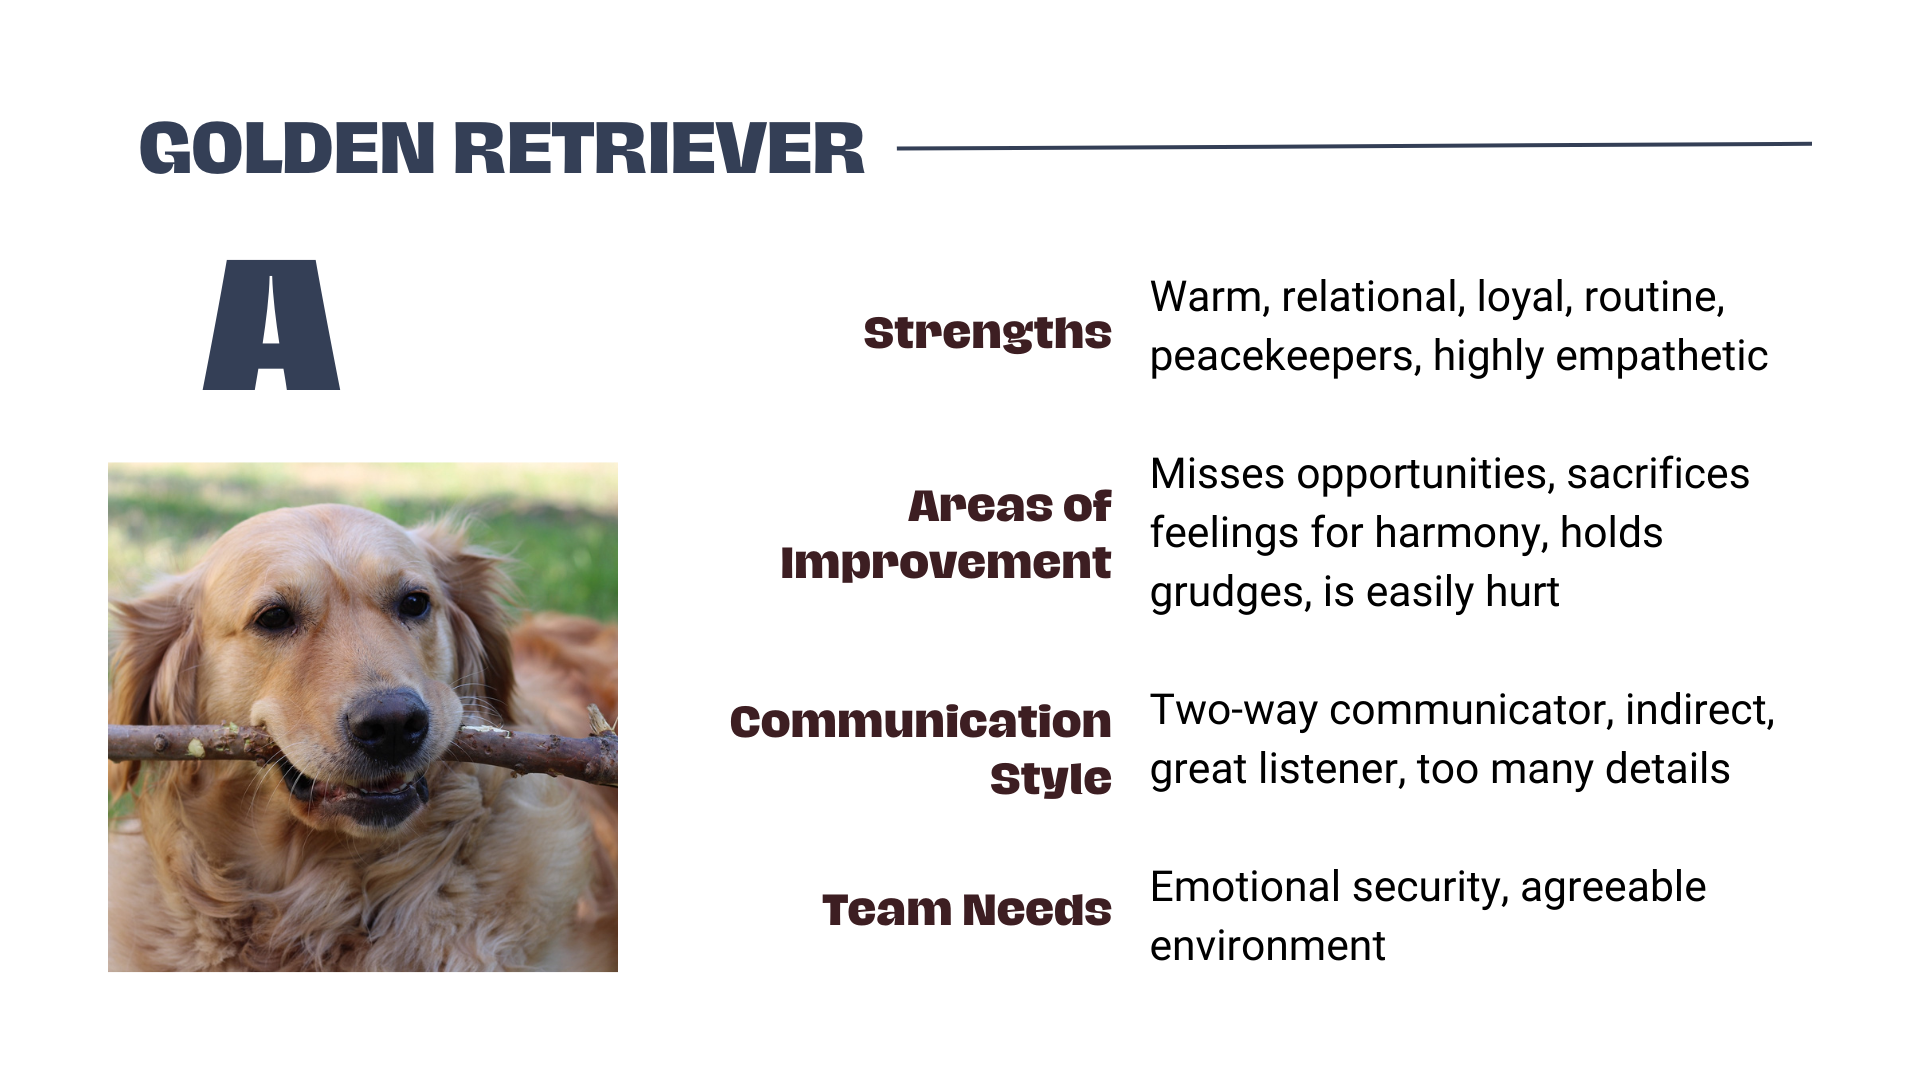 GOLDEN RETRIEVER
A
Strengths
Warm, relational, loyal, routine,
peacekeepers, highly empathetic
Areas of
Improvement
Misses opportunities, sacrifices
feelings for harmony, holds
grudges, is easily hurt
Communication
Style
Two-way communicator, indirect,
great listener, too many details
Team Needs
Emotional security, agreeable
environment